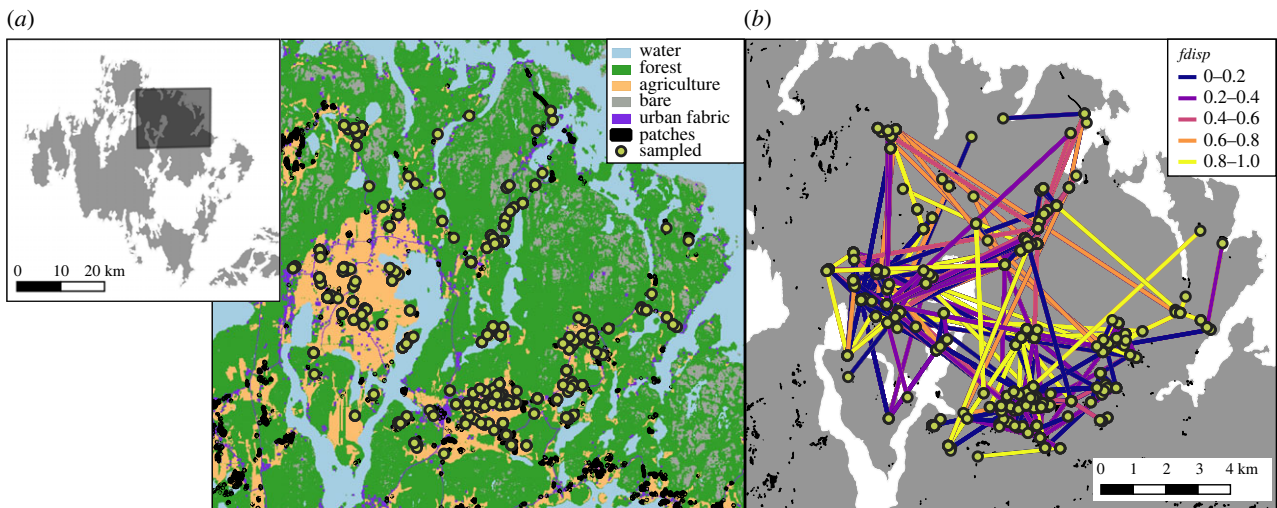 (a)
water
forest
agriculture
bare
urban fabric
patches
sampled
0 10 20 km
(b)
fdisp
0–0.2
0.2–0.4
0.4–0.6
0.6–0.8
0.8–1.0
0 1 2 3 4 km